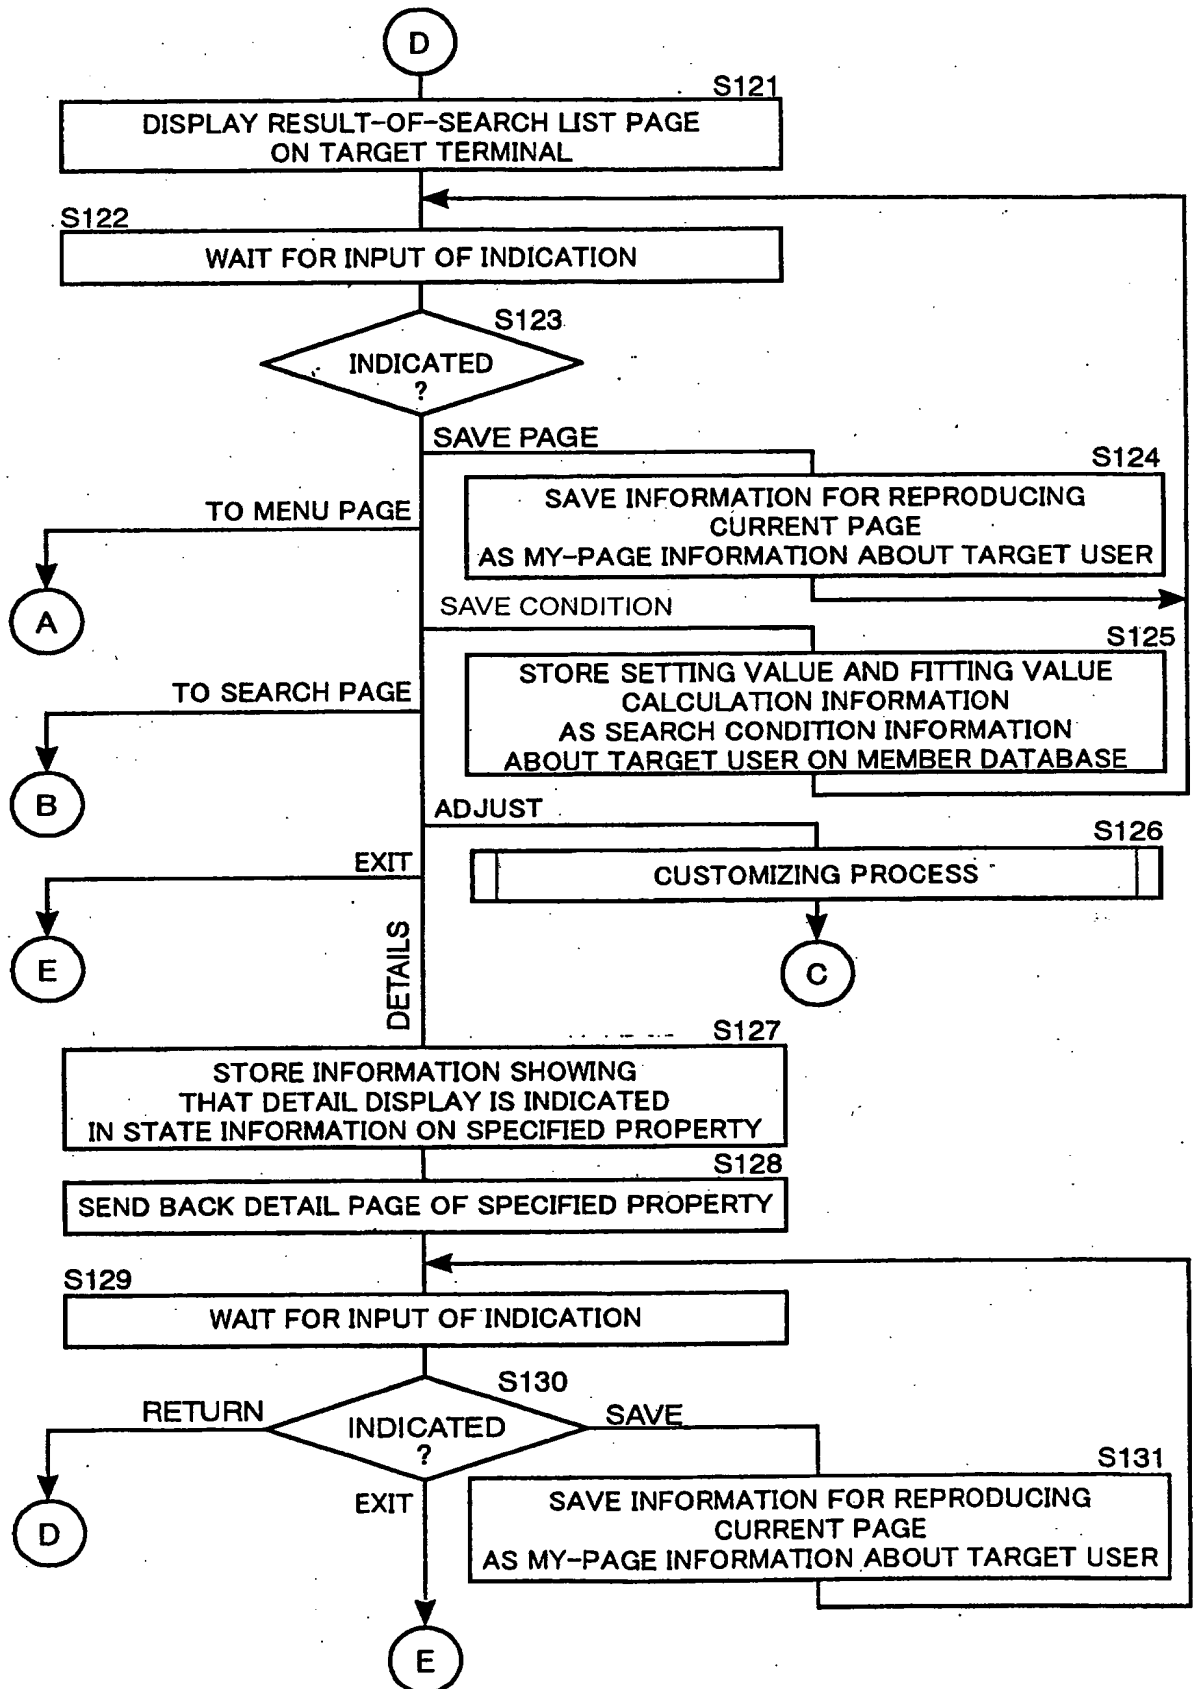 D
S121
DISPLAY RESULT-OF-SEARCH LIST PAGE
ON TARGET TERMINAL
S122
WAIT FOR INPUT OF INDICATION
S123
INDICATED
?
SAVE PAGE
S124
SAVE INFORMATION FOR REPRODUCING
CURRENT PAGE
AS MY-PAGE INFORMATION ABOUT TARGET USER
TO MENU PAGE
A
SAVE CONDITION
S125
STORE SETTING VALUE AND FITTING VALUE
CALCULATION INFORMATION
AS SEARCH CONDITION INFORMATION
ABOUT TARGET USER ON MEMBER DATABASE
TO SEARCH PAGE
B
ADJUST
S126
CUSTOMIZING PROCESS
C
EXIT
E
DETAILS
S127
STORE INFORMATION SHOWING
THAT DETAIL DISPLAY IS INDICATED
IN STATE INFORMATION ON SPECIFIED PROPERTY
S128
SEND BACK DETAIL PAGE OF SPECIFIED PROPERTY
S129
WAIT FOR INPUT OF INDICATION
S130
INDICATED
?
RETURN
D
SAVE
S131
SAVE INFORMATION FOR REPRODUCING
CURRENT PAGE
AS MY-PAGE INFORMATION ABOUT TARGET USER
EXIT
E